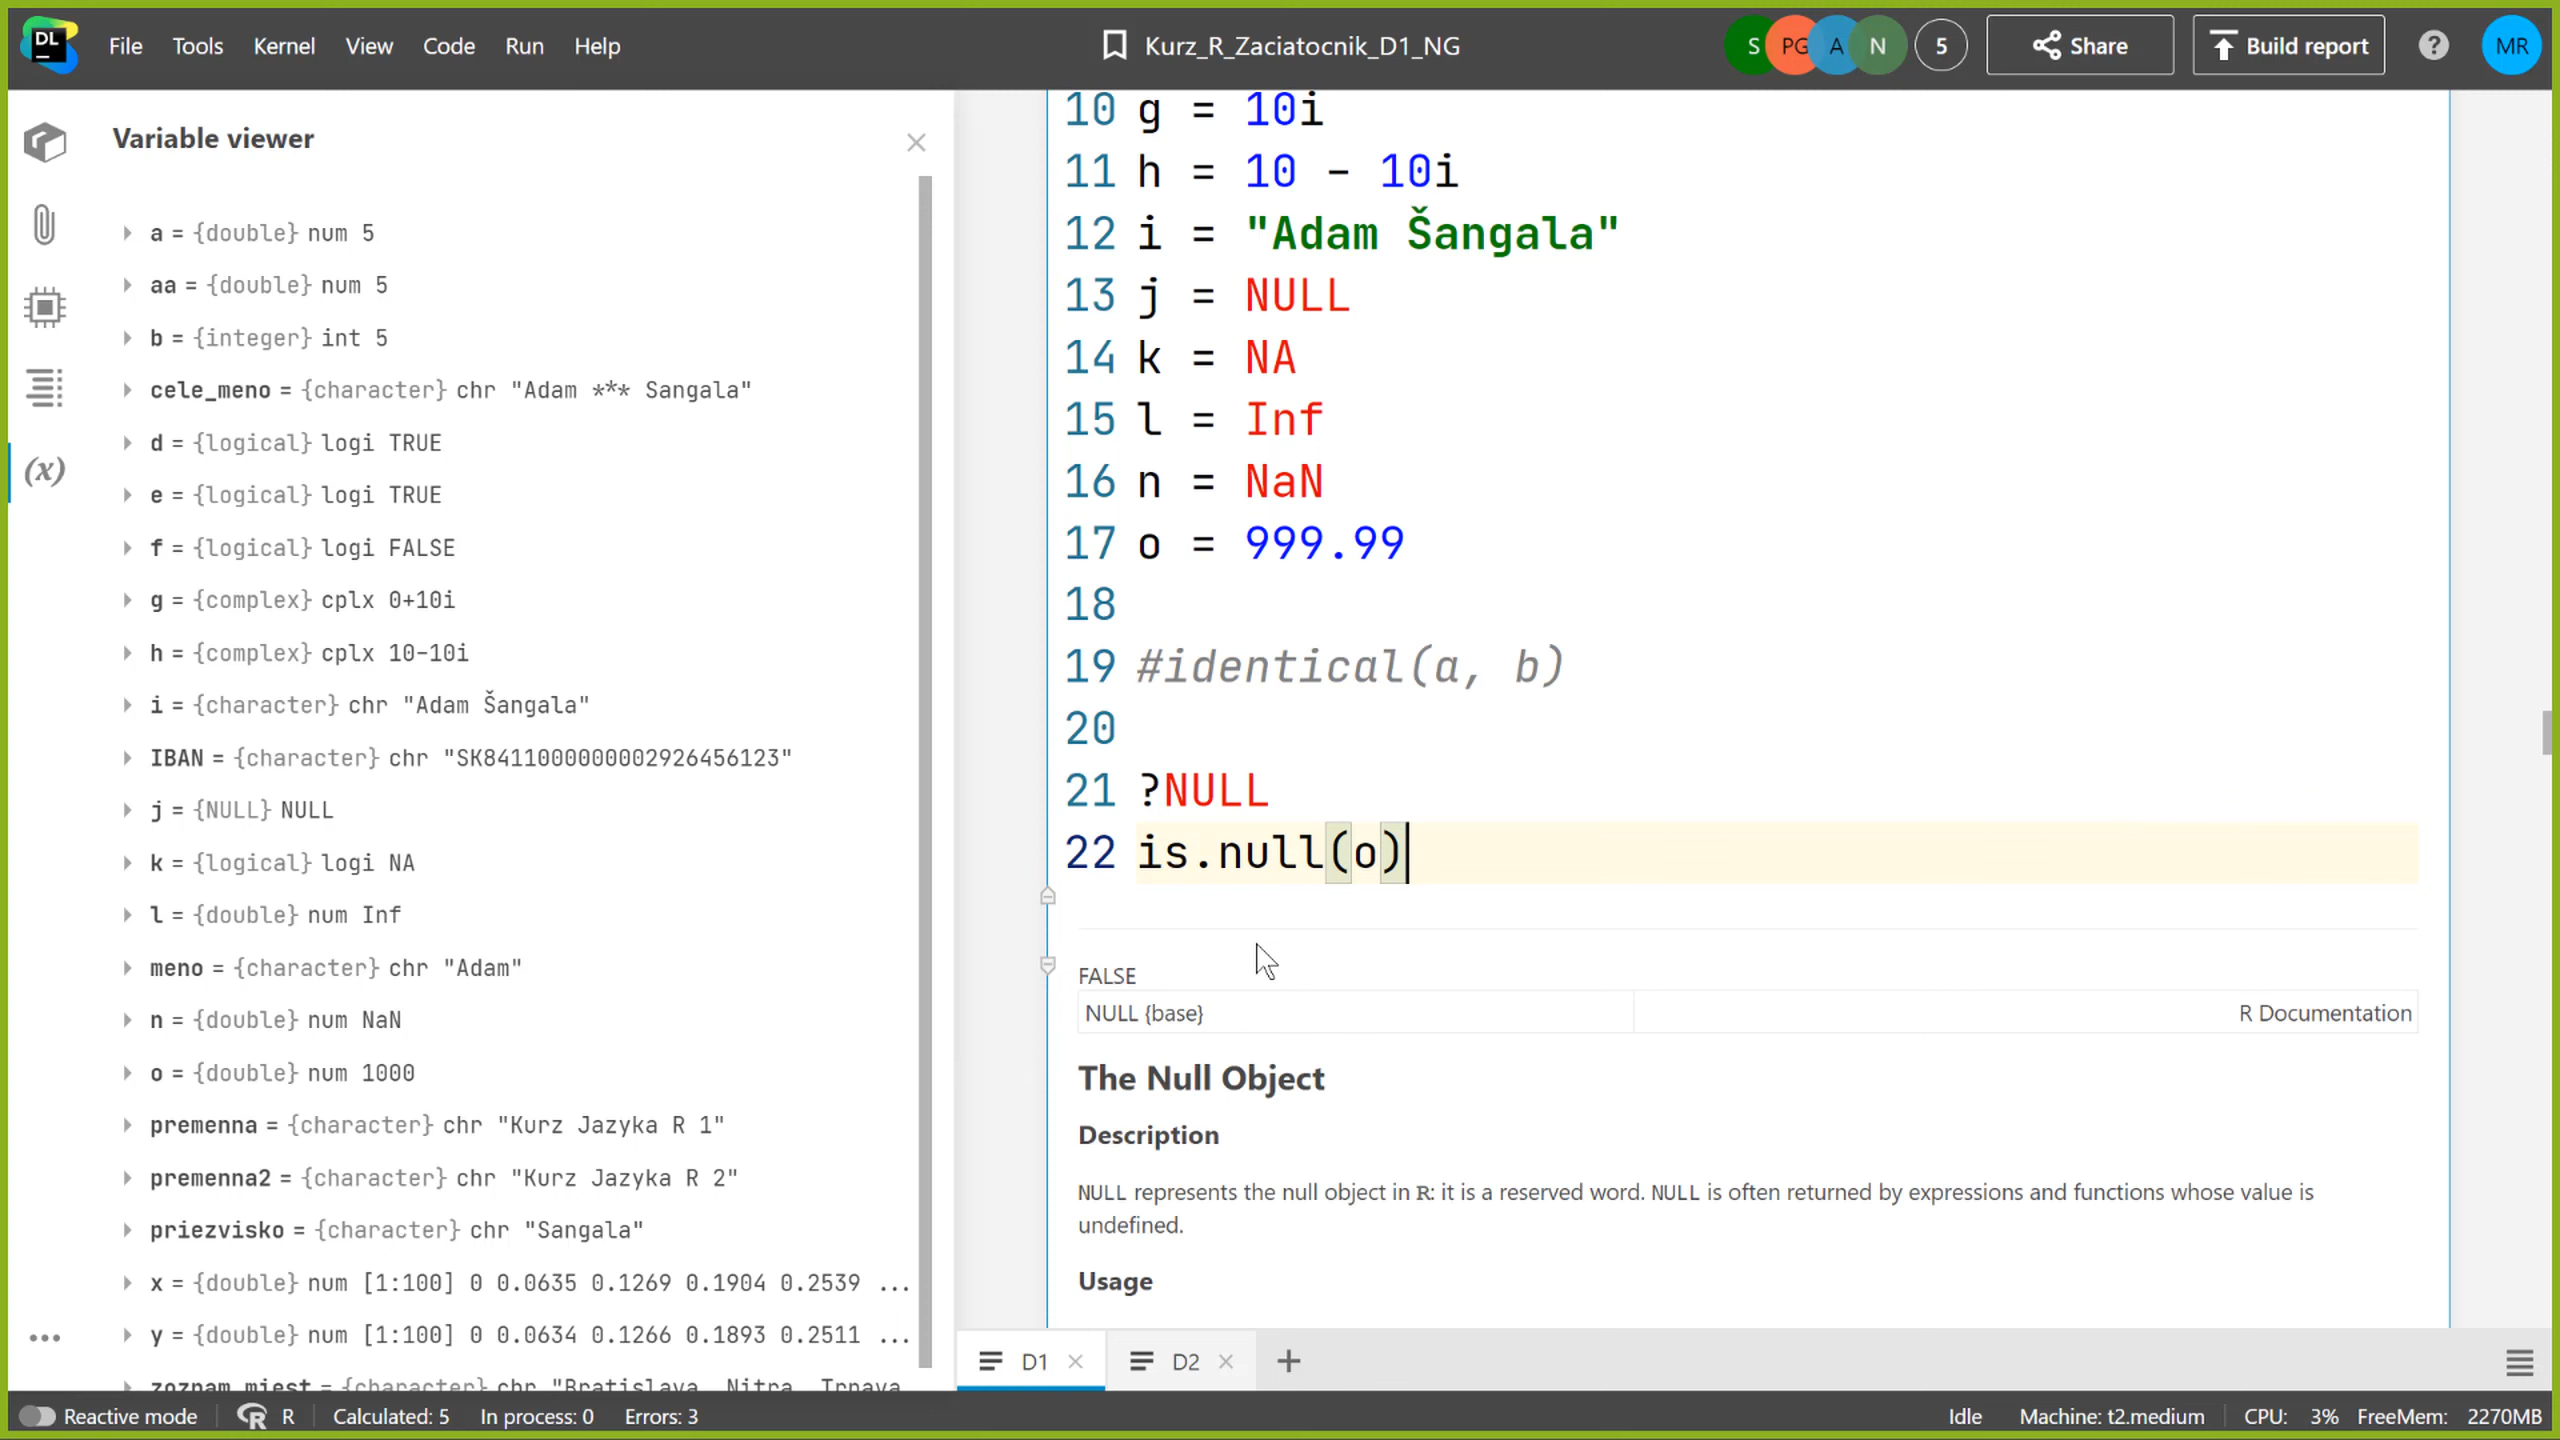 DL File Tools Kernel View Code Run Help Kurz_R_Zaciatocnik_D1_NG S PG A N 5 Share Build report ? MR
Variable viewer
a = {double} num 5
aa = {double} num 5
b = {integer} int 5
cele_meno = {character} chr "Adam *** Sangala"
d = {logical} logi TRUE
e = {logical} logi TRUE
f = {logical} logi FALSE
g = {complex} cplx 0+10i
h = {complex} cplx 10-10i
i = {character} chr "Adam Šangala"
IBAN = {character} chr "SK8411000000002926456123"
j = {NULL} NULL
k = {logical} logi NA
l = {double} num Inf
meno = {character} chr "Adam"
n = {double} num NaN
o = {double} num 1000
premenna = {character} chr "Kurz Jazyka R 1"
premenna2 = {character} chr "Kurz Jazyka R 2"
priezvisko = {character} chr "Sangala"
x = {double} num [1:100] 0 0.0635 0.1269 0.1904 0.2539 ...
y = {double} num [1:100] 0 0.0634 0.1266 0.1893 0.2511 ...
zoznam_miest = {character} chr "Bratislava, Nitra, Trnava
(x)
10 g = 10i
11 h = 10 - 10i
12 i = "Adam Šangala"
13 j = NULL
14 k = NA
15 l = Inf
16 n = NaN
17 o = 999.99
18
19 #identical(a, b)
20
21 ?NULL
22 is.null(o)
FALSE
NULL {base} R Documentation
The Null Object
Description
NULL represents the null object in R: it is a reserved word. NULL is often returned by expressions and functions whose value is
undefined.
Usage
D1 D2
Reactive mode R Calculated: 5 In process: 0 Errors: 3 Idle Machine: t2.medium CPU: 3% FreeMem: 2270MB